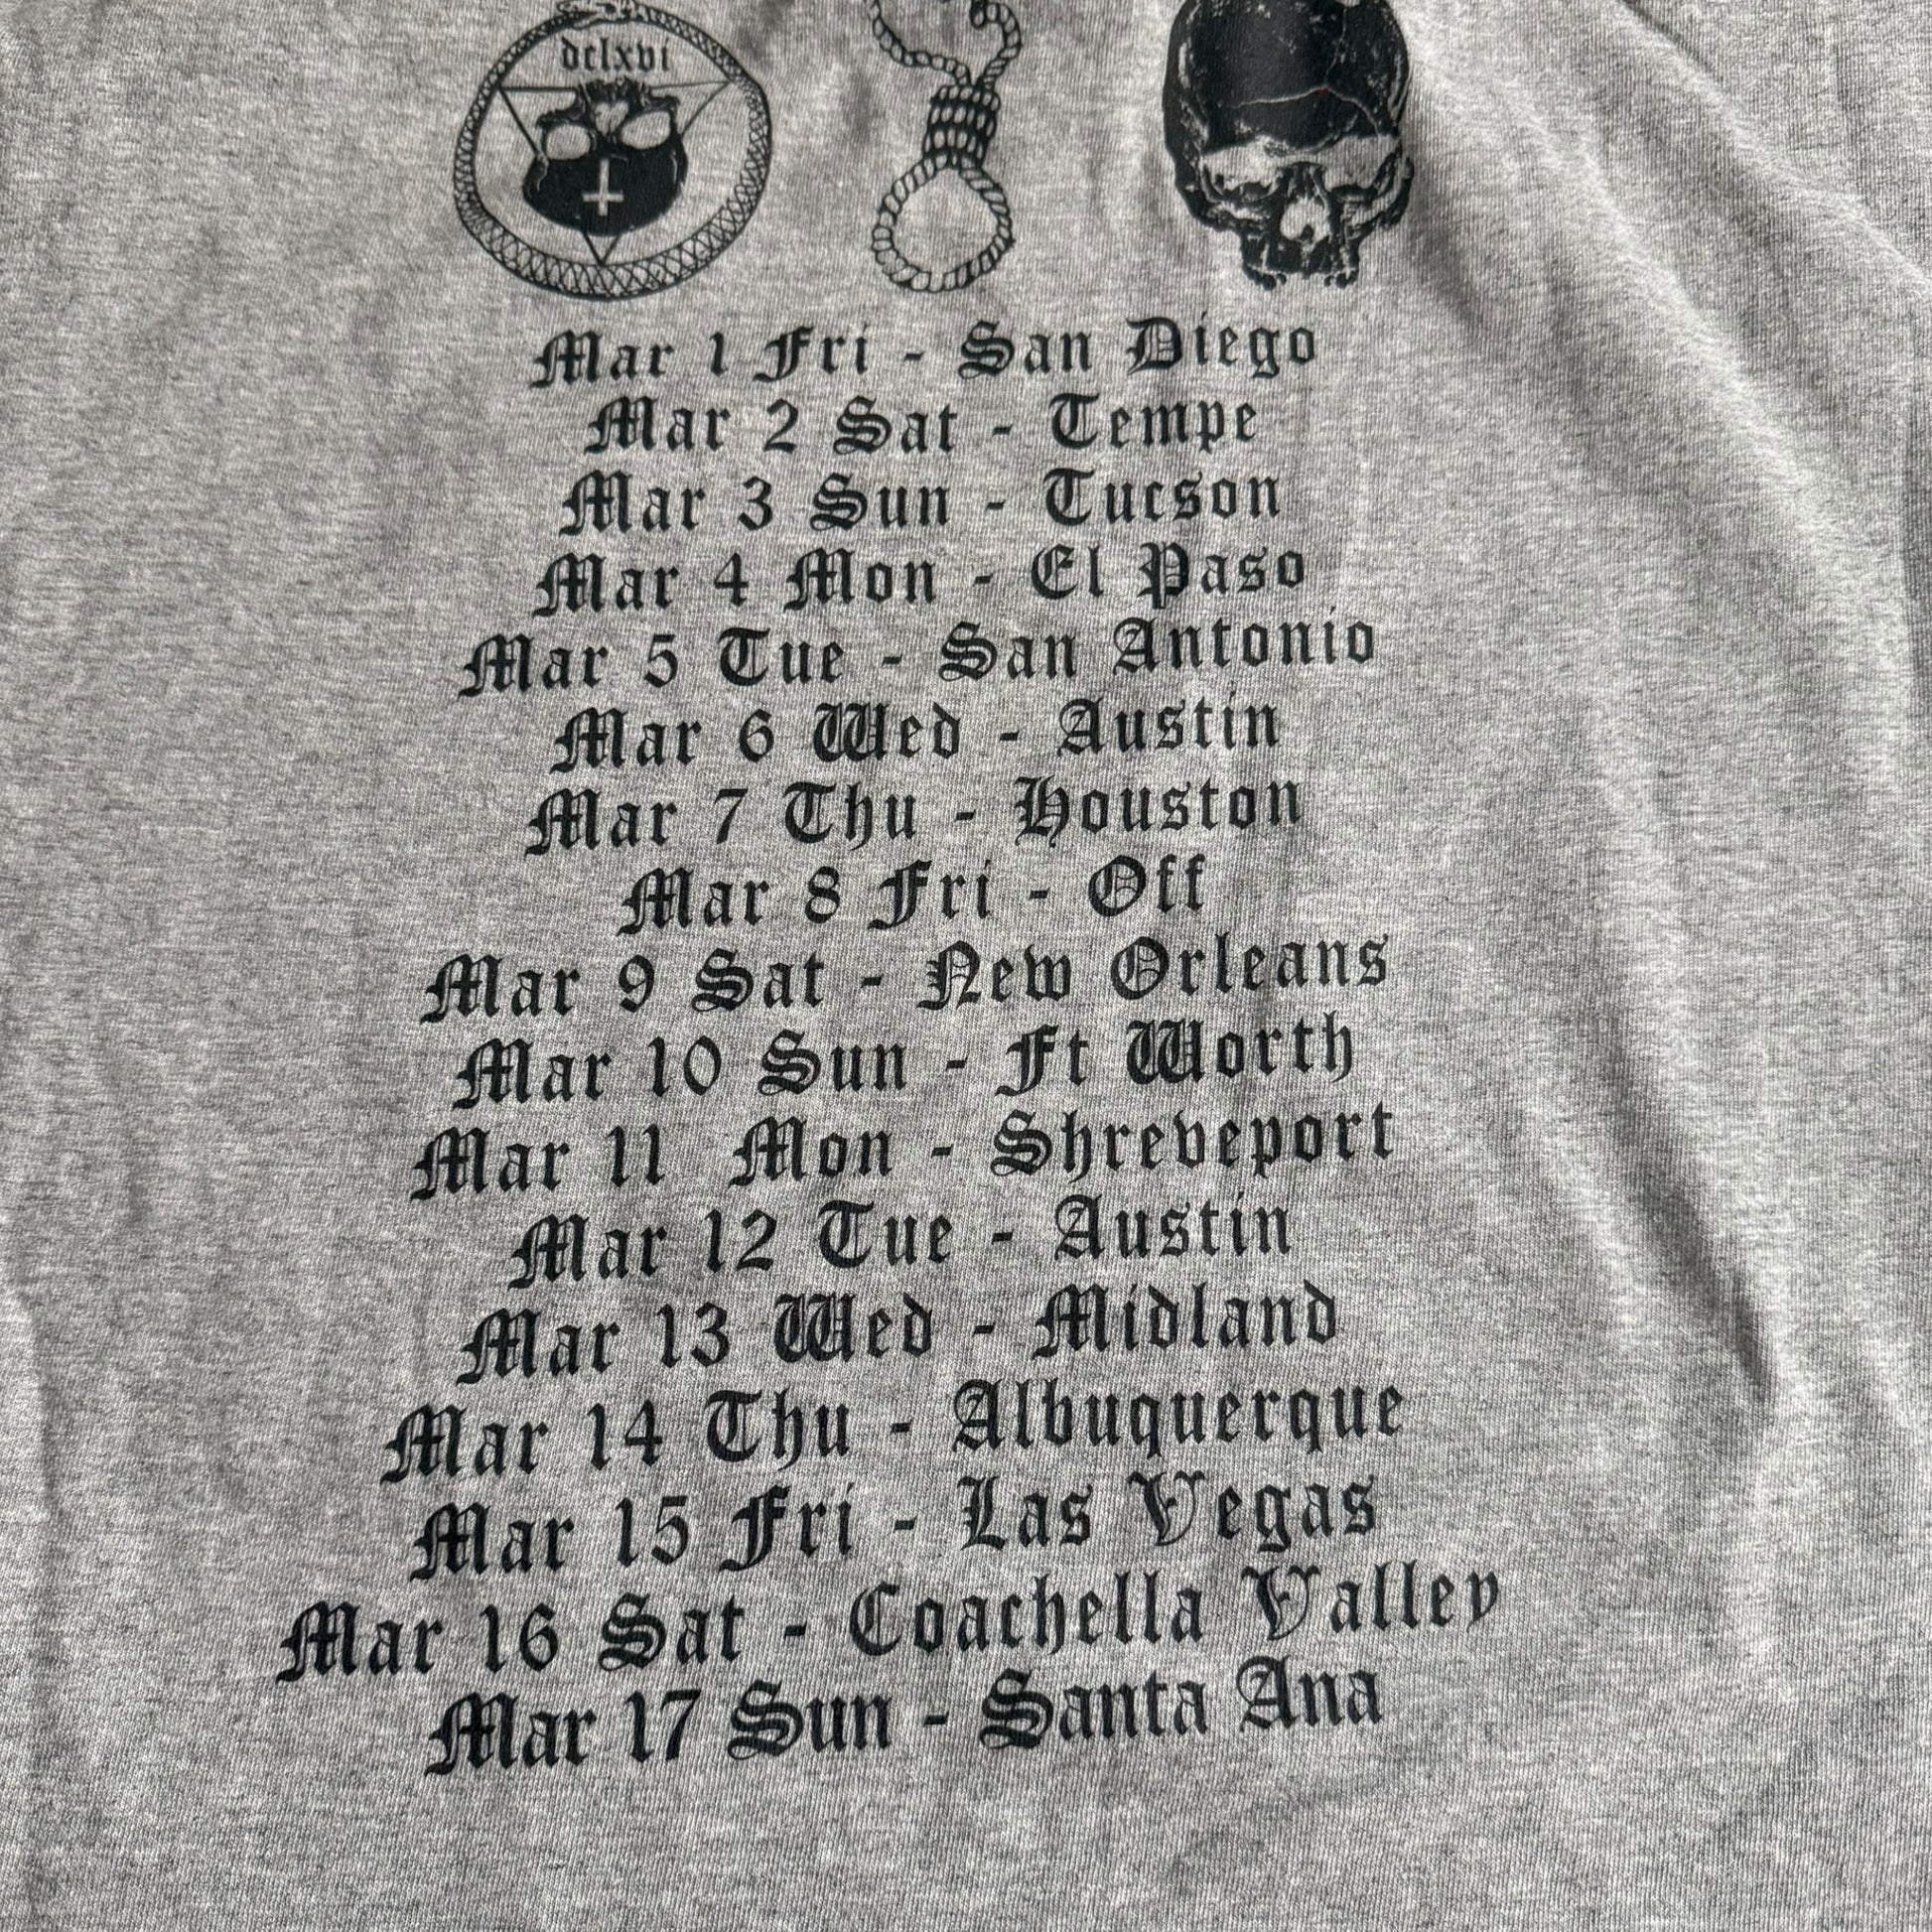 dclxvi
Mar 1 Fri - San Diego
Mar 2 Sat - Tempe
Mar 3 Sun - Tucson
Mar 4 Mon - El Paso
Mar 5 Tue - San Antonio
Mar 6 Wed - Austin
Mar 7 Thu - Houston
Mar 8 Fri - Off
Mar 9 Sat - New Orleans
Mar 10 Sun - Ft Worth
Mar 11 Mon - Shreveport
Mar 12 Tue - Austin
Mar 13 Wed - Midland
Mar 14 Thu - Albuquerque
Mar 15 Fri - Las Vegas
Mar 16 Sat - Coachella Valley
Mar 17 Sun - Santa Ana